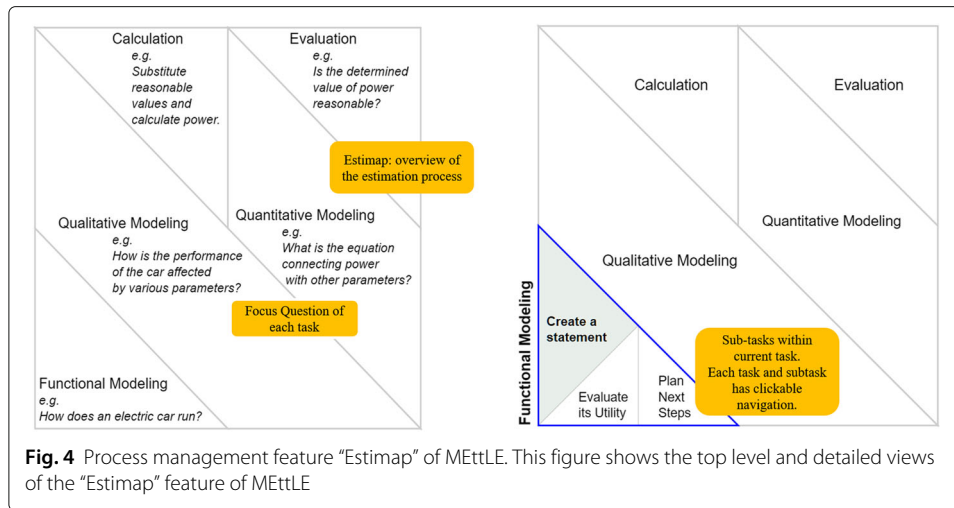 Calculation
e.g.
Substitute
reasonable
values and
calculate power.
Evaluation
e.g.
Is the determined
value of power
reasonable?
Estimap: overview of
the estimation process
Qualitative Modeling
e.g.
How is the performance
of the car affected
by various parameters?
Quantitative Modeling
e.g.
What is the equation
connecting power
with other parameters?
Focus Question of
each task
Functional Modeling
e.g.
How does an electric car run?
Calculation
Evaluation
Quantitative Modeling
Qualitative Modeling
Functional Modeling
Create a
statement
Evaluate
its Utility
Plan
Next
Steps
Sub-tasks within
current task.
Each task and subtask
has clickable
navigation.
Fig. 4 Process management feature “Estimap” of MEttLE. This figure shows the top level and detailed views
of the “Estimap” feature of MEttLE